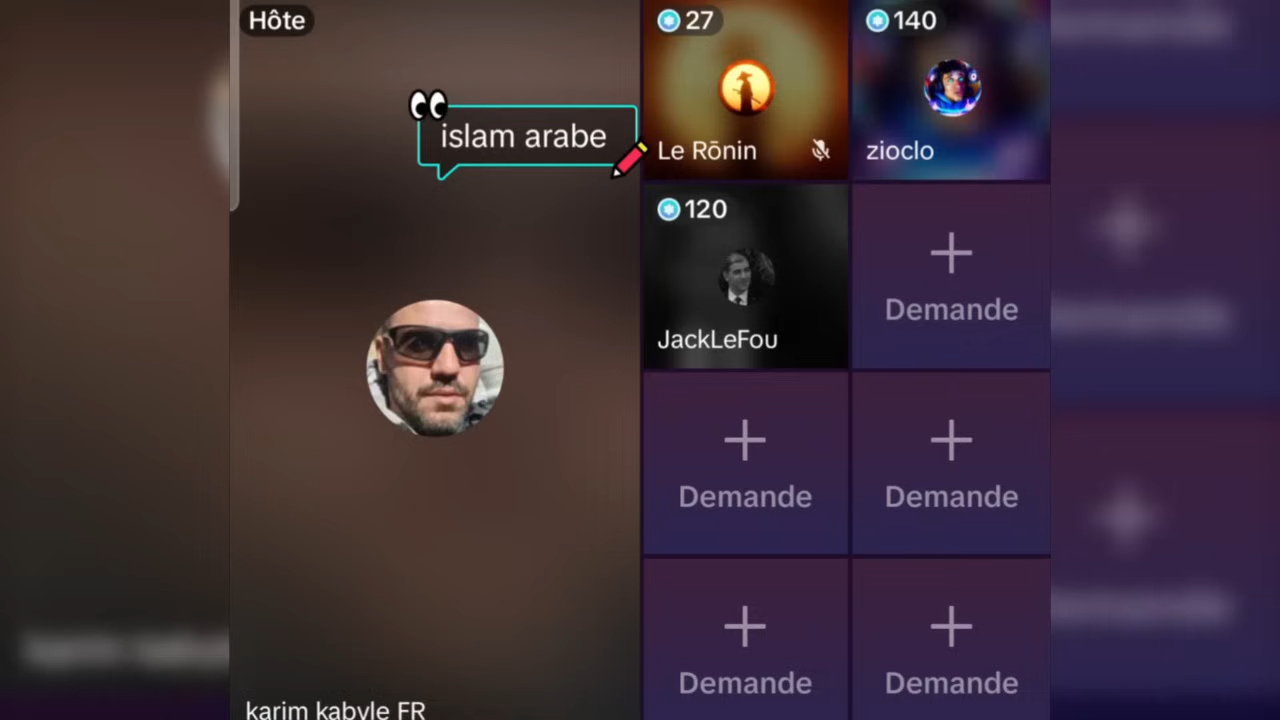 Hôte
islam arabe
karim kabyle FR
27
Le Rōnin
140
zioclo
120
JackLeFou
Demande
Demande
Demande
Demande
Demande